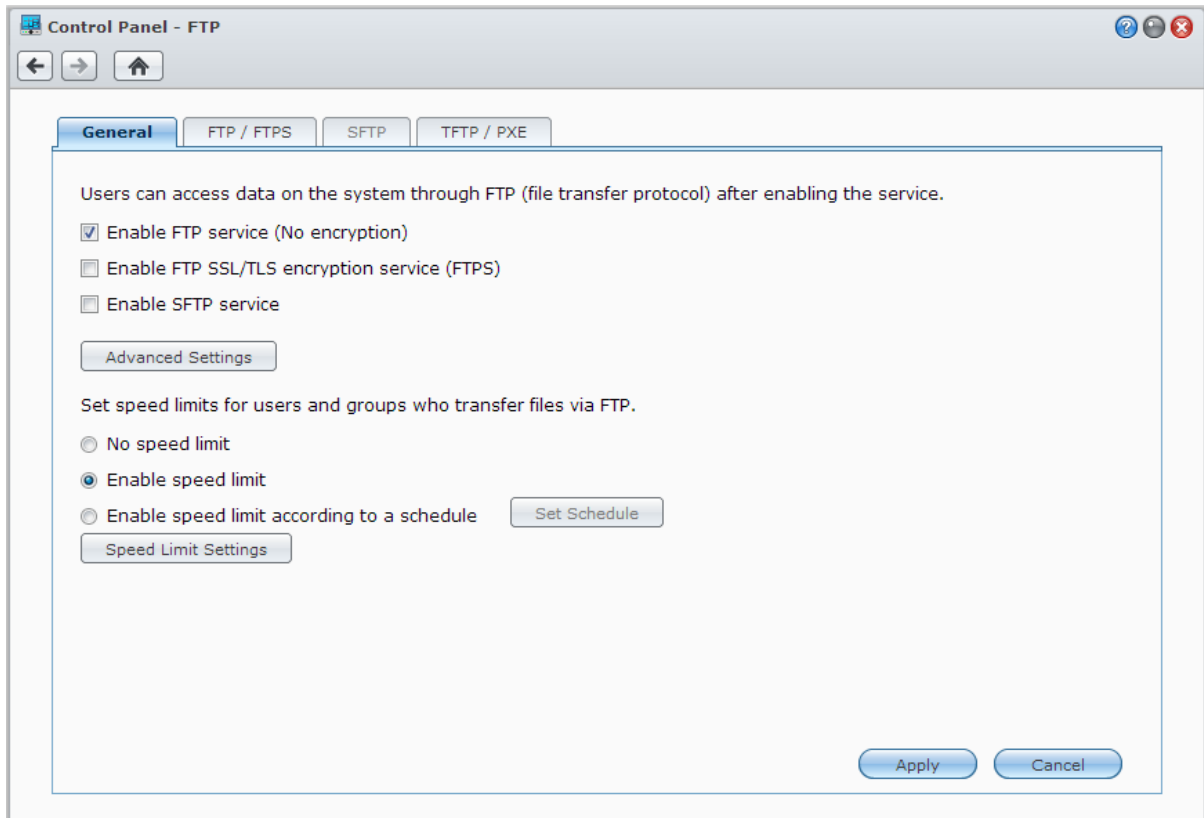 Control Panel - FTP
General
FTP / FTPS
SFTP
TFTP / PXE
Users can access data on the system through FTP (file transfer protocol) after enabling the service.
Enable FTP service (No encryption)
Enable FTP SSL/TLS encryption service (FTPS)
Enable SFTP service
Advanced Settings
Set speed limits for users and groups who transfer files via FTP.
No speed limit
Enable speed limit
Enable speed limit according to a schedule
Set Schedule
Speed Limit Settings
Apply
Cancel